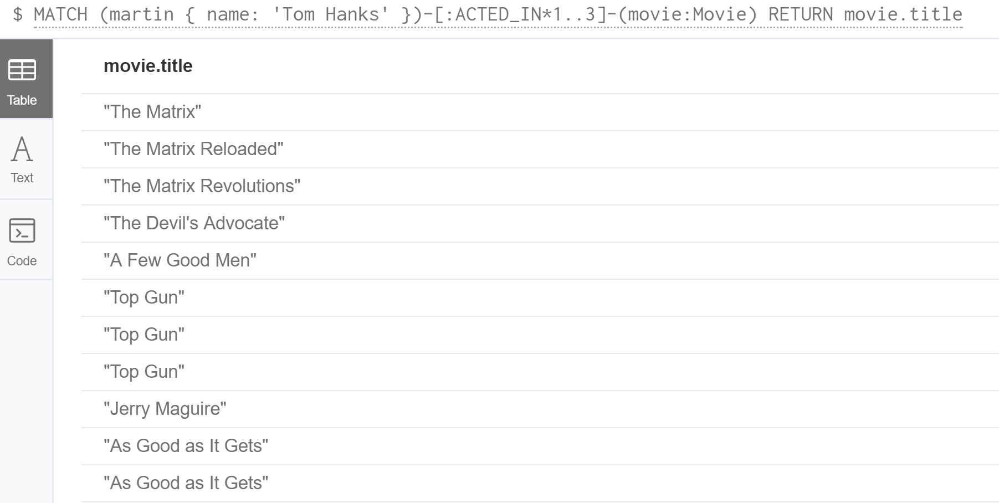 $ MATCH (martin { name: 'Tom Hanks' })-[:ACTED_IN*1..3]-(movie:Movie) RETURN movie.title
movie.title
Table
"The Matrix"
"The Matrix Reloaded"
Text
"The Matrix Revolutions"
"The Devil's Advocate"
Code
"A Few Good Men"
"Top Gun"
"Top Gun"
"Top Gun"
"Jerry Maguire"
"As Good as It Gets"
"As Good as It Gets"